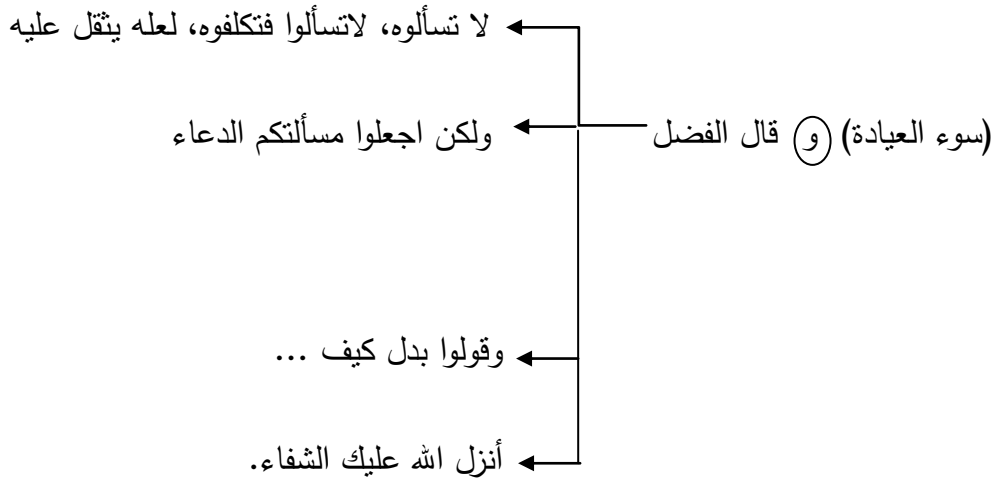 لا تسألوه، لاتسألوا فتكلفوه، لعله يثقل عليه
(سوء العيادة) و قال الفضل
ولكن اجعلوا مسألتكم الدعاء
وقولوا بدل كيف ...
أنزل الله عليك الشفاء.